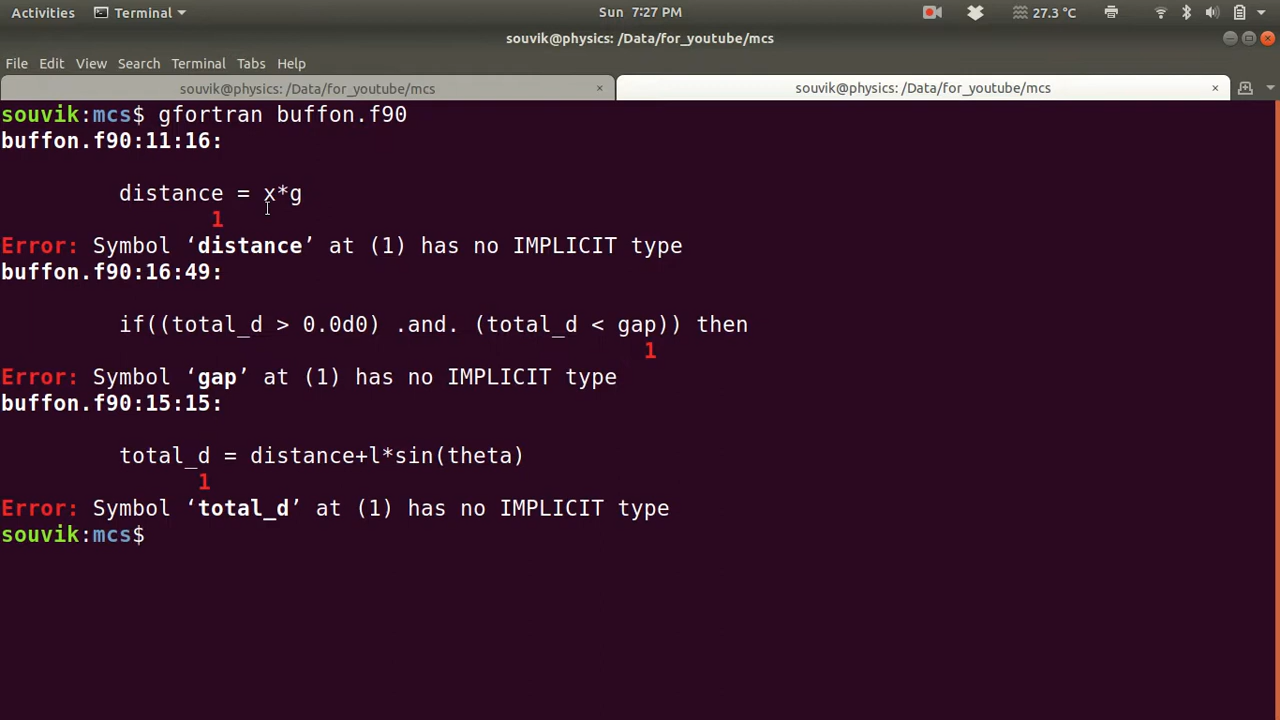 Activities Terminal Sun 7:27 PM 27.3 °C
souvik@physics: /Data/for_youtube/mcs
File Edit View Search Terminal Tabs Help
souvik@physics: /Data/for_youtube/mcs × souvik@physics: /Data/for_youtube/mcs ×
souvik:mcs$ gfortran buffon.f90
buffon.f90:11:16:
distance = x*g
1
Error: Symbol ‘distance’ at (1) has no IMPLICIT type
buffon.f90:16:49:
if((total_d > 0.0d0) .and. (total_d < gap)) then
1
Error: Symbol ‘gap’ at (1) has no IMPLICIT type
buffon.f90:15:15:
total_d = distance+l*sin(theta)
1
Error: Symbol ‘total_d’ at (1) has no IMPLICIT type
souvik:mcs$